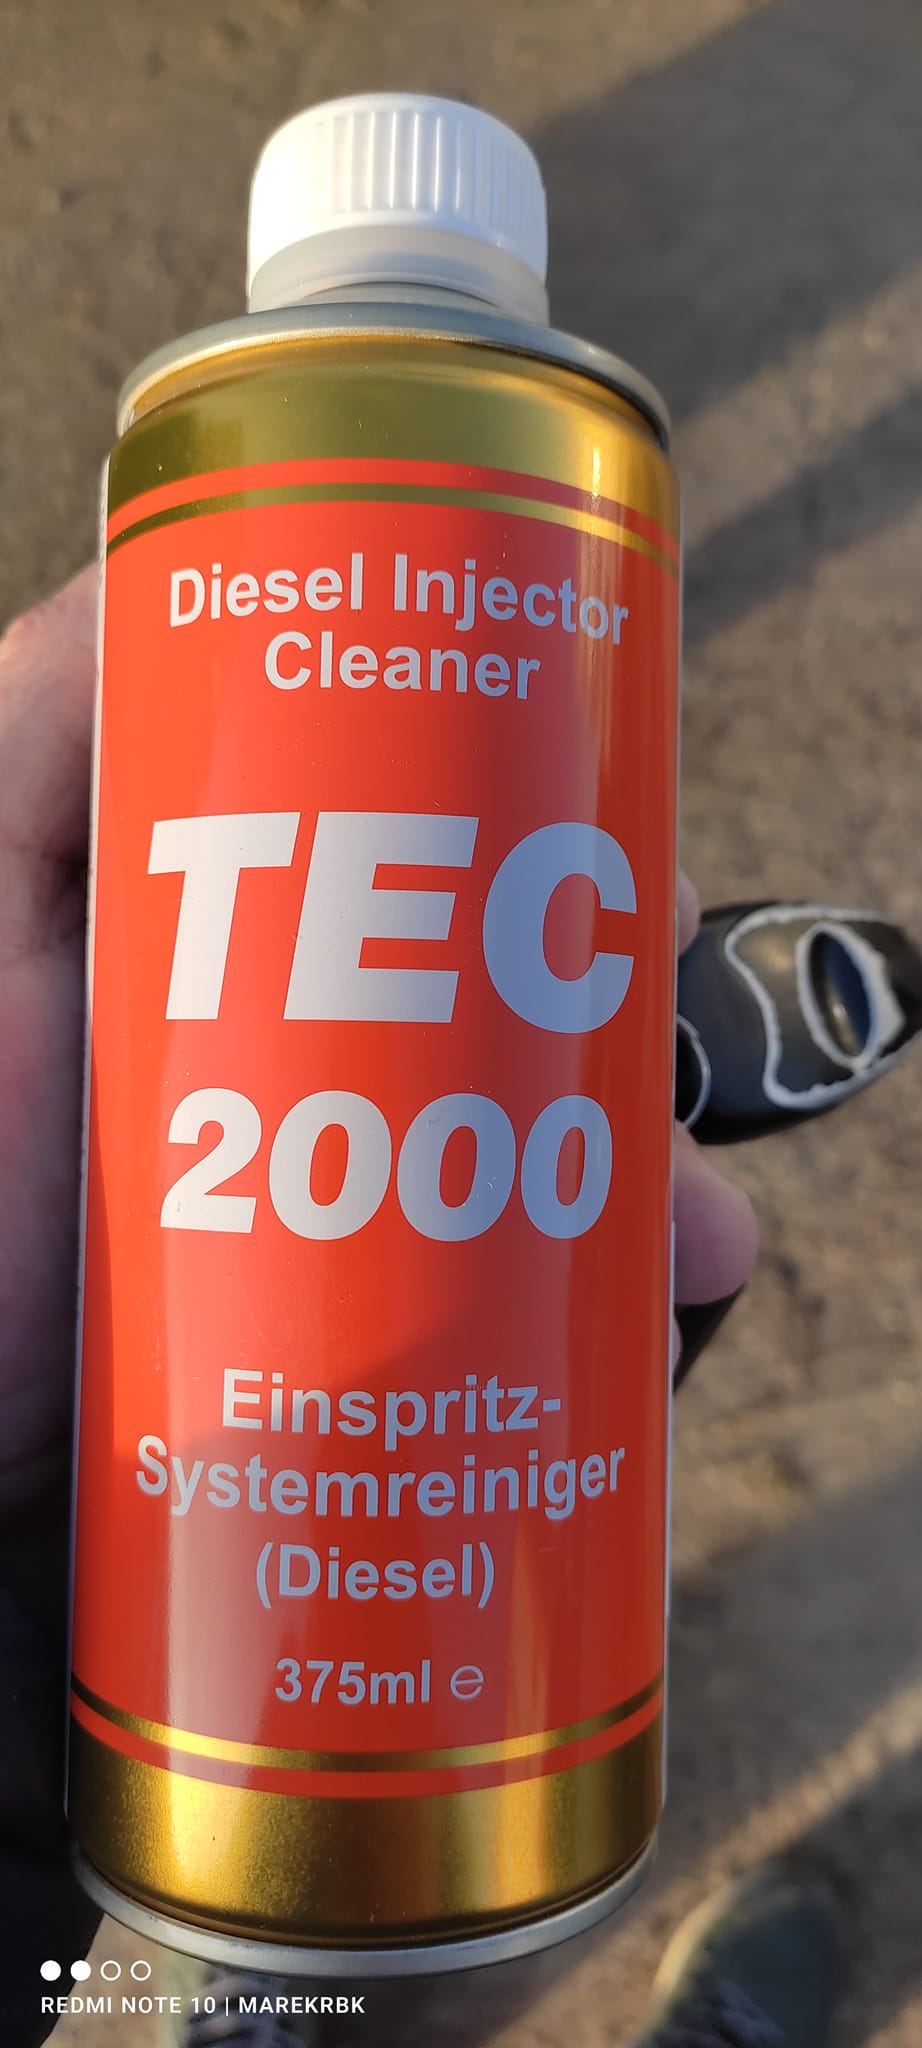 Diesel Injector
Cleaner
TEC
2000
Einspritz-
Systemreiniger
(Diesel)
375ml ℮
REDMI NOTE 10 | MAREKRBK